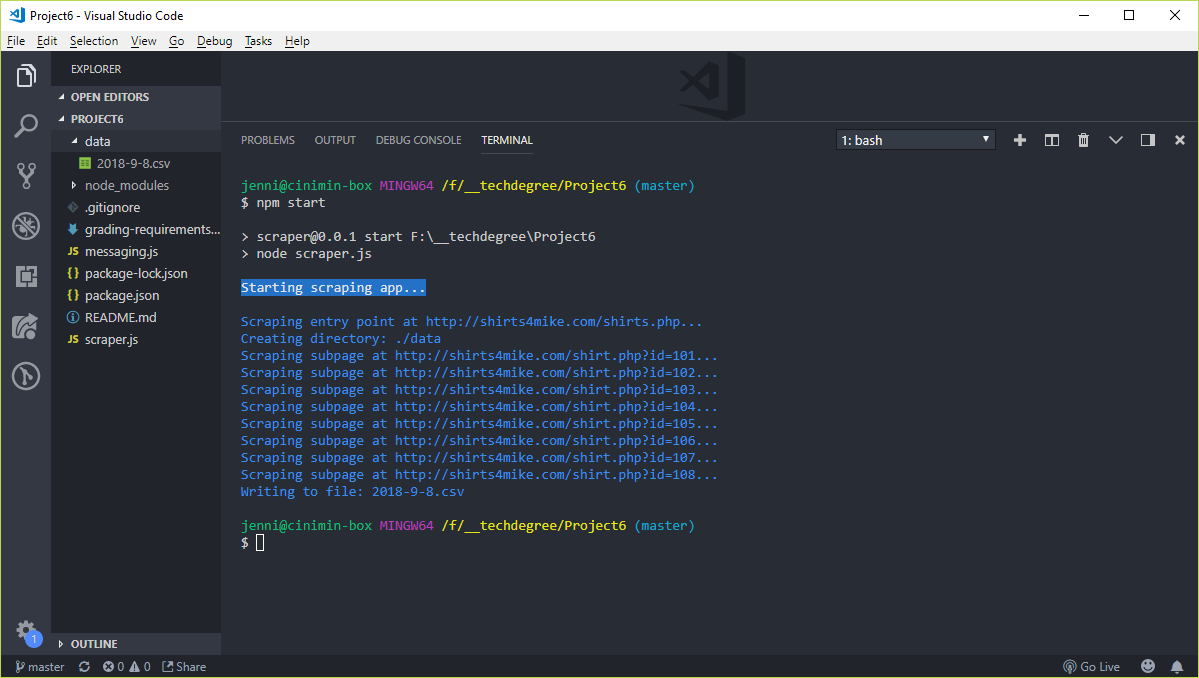 Project6 - Visual Studio Code
File Edit Selection View Go Debug Tasks Help
EXPLORER
OPEN EDITORS
PROJECT6
data
2018-9-8.csv
node_modules
.gitignore
grading-requirements...
JS messaging.js
{} package-lock.json
{} package.json
README.md
JS scraper.js
OUTLINE
PROBLEMS OUTPUT DEBUG CONSOLE TERMINAL
1: bash
jenni@cinimin-box MINGW64 /f/__techdegree/Project6 (master)
$ npm start
> scraper@0.0.1 start F:\__techdegree\Project6
> node scraper.js
Starting scraping app...
Scraping entry point at http://shirts4mike.com/shirts.php...
Creating directory: ./data
Scraping subpage at http://shirts4mike.com/shirt.php?id=101...
Scraping subpage at http://shirts4mike.com/shirt.php?id=102...
Scraping subpage at http://shirts4mike.com/shirt.php?id=103...
Scraping subpage at http://shirts4mike.com/shirt.php?id=104...
Scraping subpage at http://shirts4mike.com/shirt.php?id=105...
Scraping subpage at http://shirts4mike.com/shirt.php?id=106...
Scraping subpage at http://shirts4mike.com/shirt.php?id=107...
Scraping subpage at http://shirts4mike.com/shirt.php?id=108...
Writing to file: 2018-9-8.csv
jenni@cinimin-box MINGW64 /f/__techdegree/Project6 (master)
$
1
master 0 0 Share Go Live